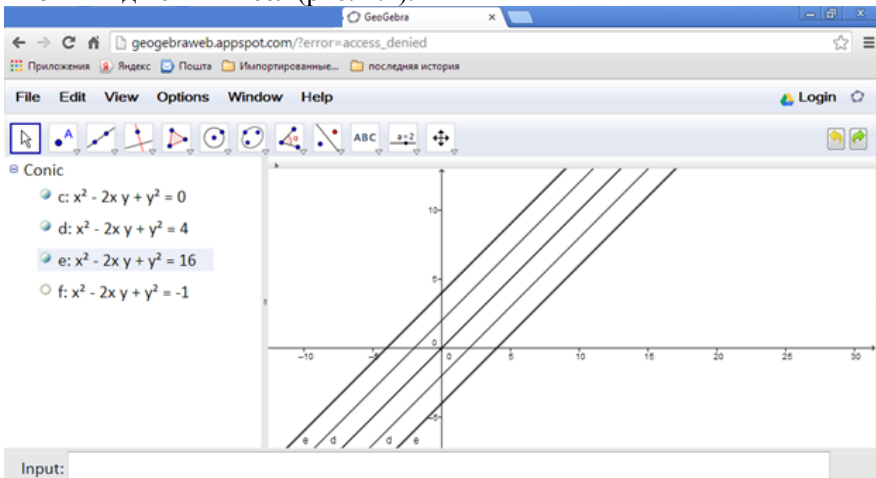 GeoGebra
geogebraweb.appspot.com/?error=access_denied
Приложения Яндекс Почта Импортированные... последняя история
File Edit View Options Window Help Login
A α ABC a=2
Conic
c: x² - 2x y + y² = 0
d: x² - 2x y + y² = 4
e: x² - 2x y + y² = 16
f: x² - 2x y + y² = -1
10
5
0
-10 -5 0 5 10 15 20 25 30
-5
e d d e
Input: